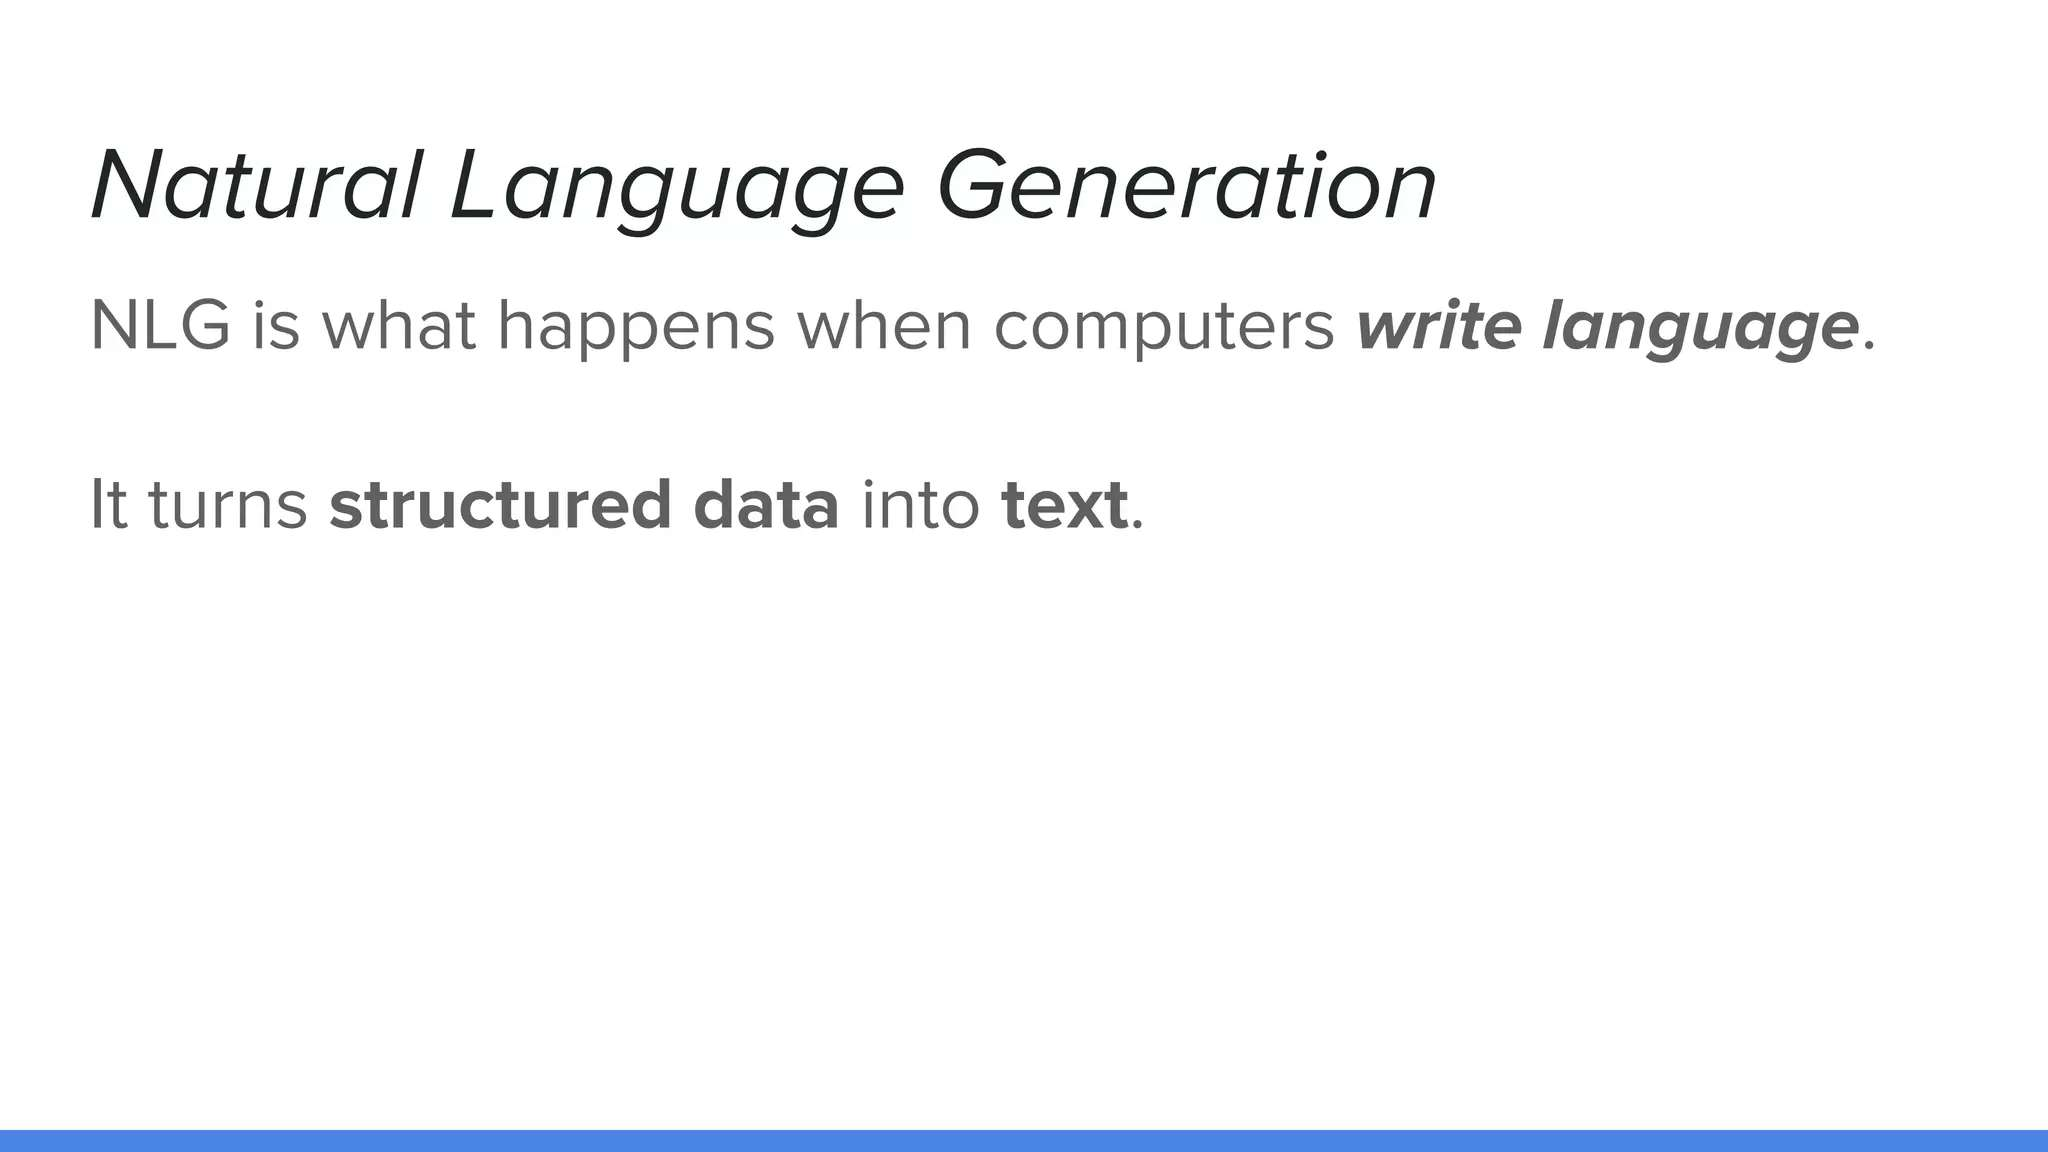 Natural Language Generation
NLG is what happens when computers write language.
It turns structured data into text.